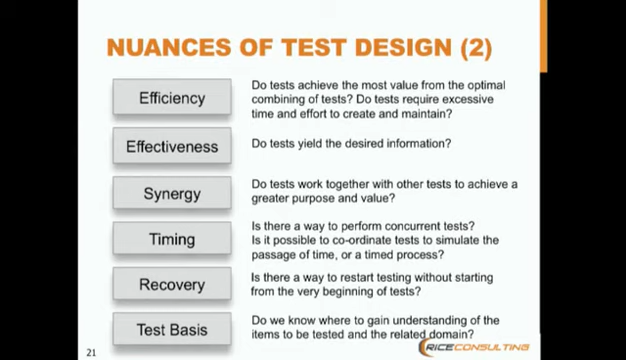 NUANCES OF TEST DESIGN (2)
Efficiency
Do tests achieve the most value from the optimal
combining of tests? Do tests require excessive
time and effort to create and maintain?
Effectiveness
Do tests yield the desired information?
Synergy
Do tests work together with other tests to achieve a
greater purpose and value?
Timing
Is there a way to perform concurrent tests?
Is it possible to co-ordinate tests to simulate the
passage of time, or a timed process?
Recovery
Is there a way to restart testing without starting
from the very beginning of tests?
Test Basis
Do we know where to gain understanding of the
items to be tested and the related domain?
21
RICECONSULTING